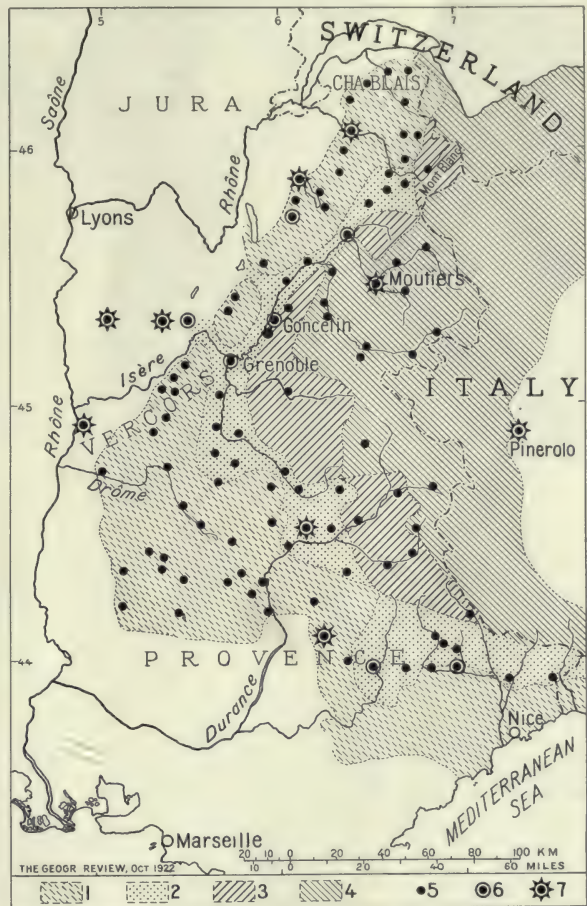 5 6 7
SWITZERLAND
CHABLAIS
JURA
Saône
Rhône
46
Mont Blanc
Lyons
Moutiers
Goncelin
Isère
Grenoble
ITALY
45
VERCORS
Rhône
Pinerolo
Drôme
44
PROVENCE
Durance
Nice
MEDITERRANEAN
SEA
Marseille
20 10 0 20 40 60 80 100 KM
20 10 0 20 40 60 MILES
THE GEOGR REVIEW, OCT 1922
1 2 3 4 5 6 7